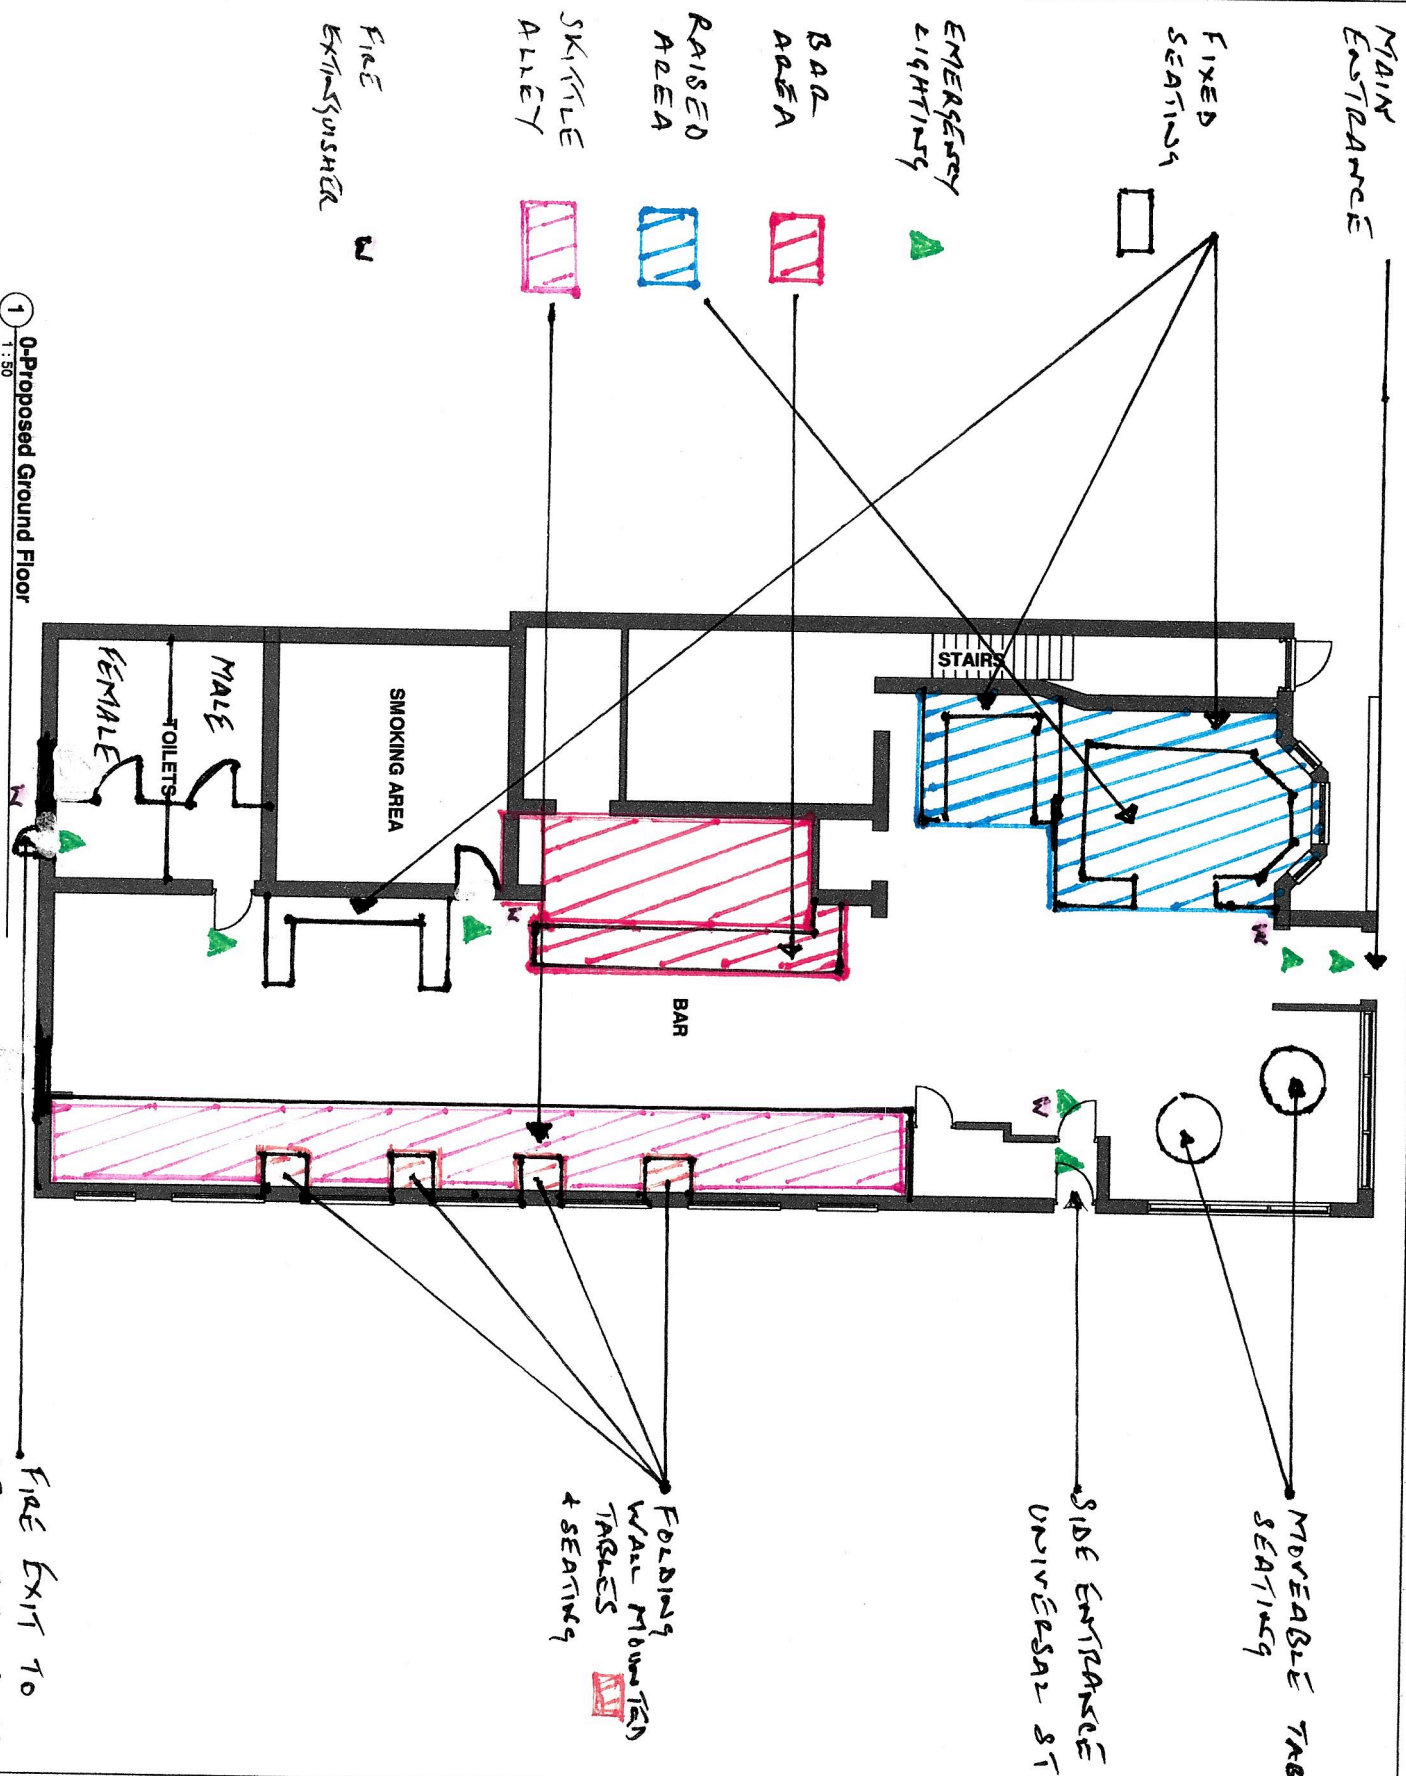 MAIN
ENTRANCE
FIXED
SEATING
EMERGENCY
LIGHTING
BAR
AREA
RAISED
AREA
SKITTLE
ALLEY
FIRE
EXTINGUISHER
W
1
0-Proposed Ground Floor
1 : 50
STAIRS
SMOKING AREA
MALE
TOILETS
FEMALE
W
W
W
BAR
W
MOVEABLE TAB
SEATING
SIDE ENTRANCE
UNIVERSAL ST
FOLDING
WALL MOUNTED
TABLES
+ SEATING
FIRE EXIT TO